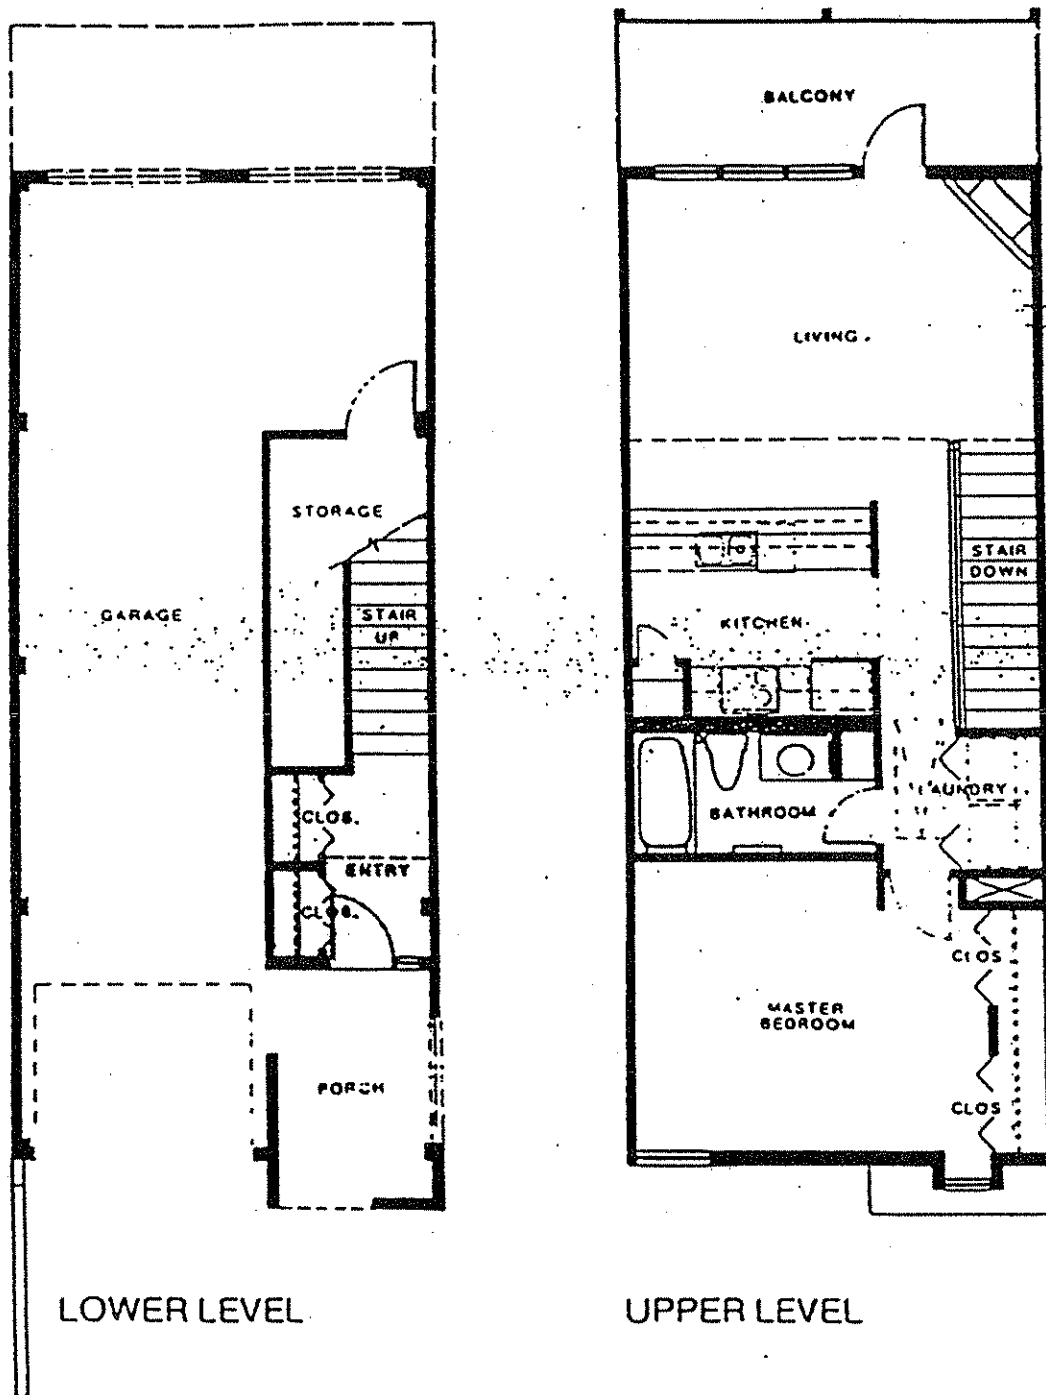 STORAGE
GARAGE
STAIR
UP
CLOS.
ENTRY
CLOS.
PORCH
LOWER LEVEL
BALCONY
LIVING.
STAIR
DOWN
KITCHEN
LAUNDRY
BATHROOM
CLOS
MASTER
BEDROOM
CLOS
UPPER LEVEL